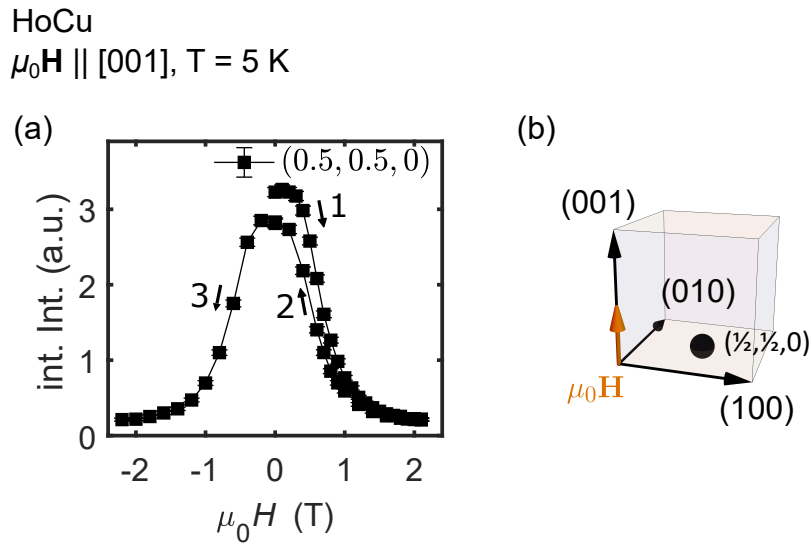 HoCu
μ₀H || [001], T = 5 K
(a)
(b)
(0.5, 0.5, 0)
int. Int. (a.u.)
3
2
1
0
1
2
3
-2
-1
0
1
2
μ₀H (T)
(001)
(010)
(½,½,0)
μ₀H
(100)